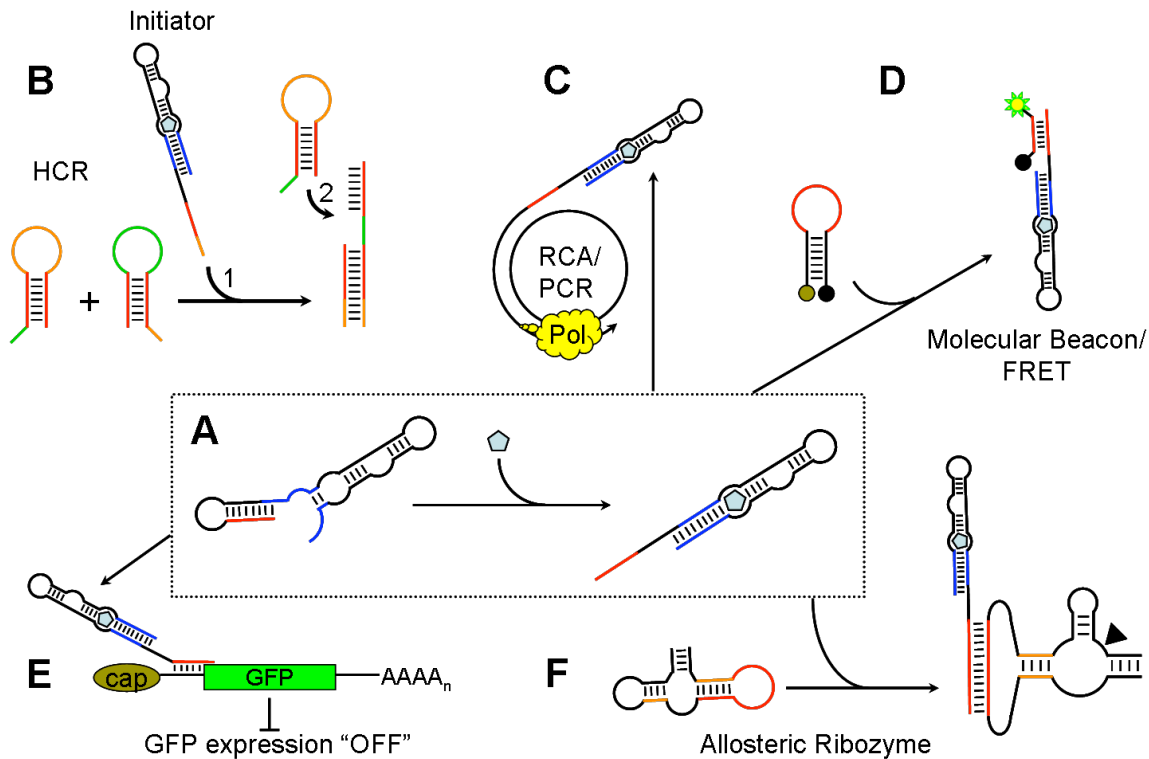 Initiator
B
C
D
HCR
2
1
+
RCA/
PCR
Pol
Molecular Beacon/
FRET
A
E
cap
GFP
AAAAn
GFP expression "OFF"
F
Allosteric Ribozyme